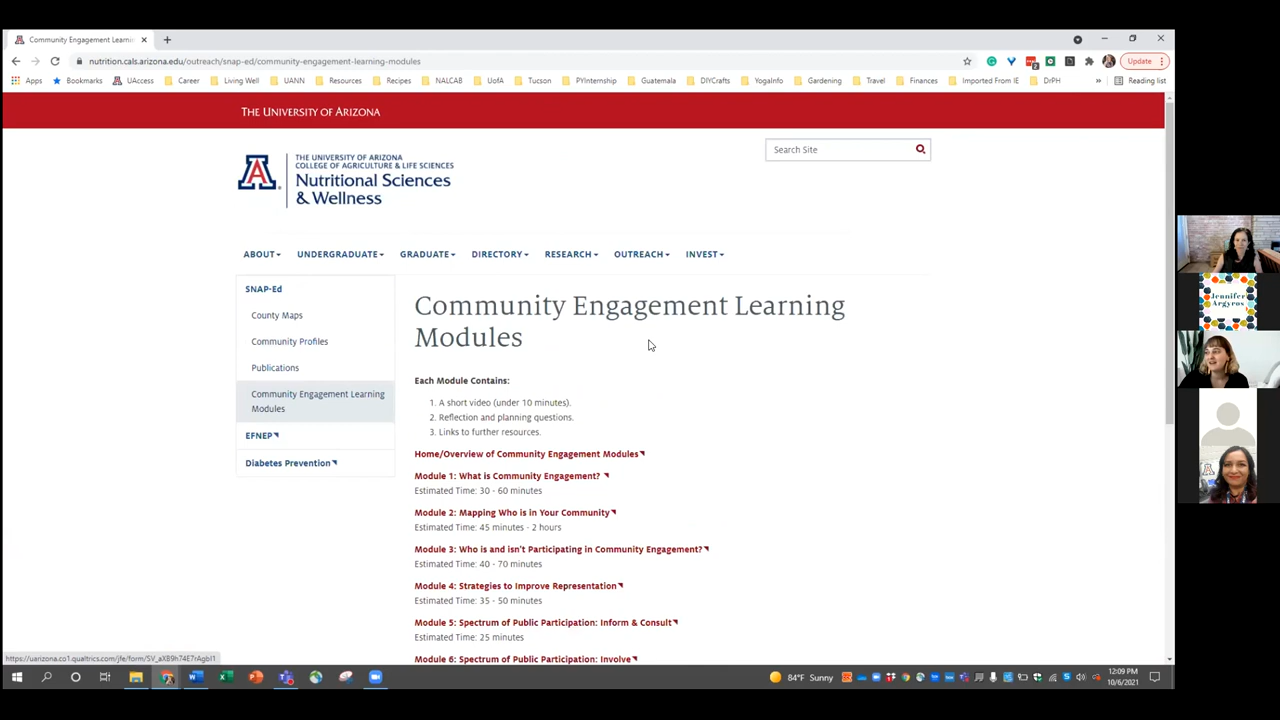 Community Engagement Learni
nutrition.cals.arizona.edu/outreach/snap-ed/community-engagement-learning-modules
Update
Apps Bookmarks UAccess Career Living Well UANN Resources Recipes NALCAB UofA Tucson PYInternship Guatemala DIYCrafts YogaInfo Gardening Travel Finances Imported From IE DrPH » Reading list
THE UNIVERSITY OF ARIZONA
Search Site
THE UNIVERSITY OF ARIZONA
COLLEGE OF AGRICULTURE & LIFE SCIENCES
Nutritional Sciences
& Wellness
ABOUT UNDERGRADUATE GRADUATE DIRECTORY RESEARCH OUTREACH INVEST
SNAP-Ed
County Maps
Community Profiles
Publications
Community Engagement Learning
Modules
EFNEP
Diabetes Prevention
Community Engagement Learning
Modules
Each Module Contains:
1. A short video (under 10 minutes).
2. Reflection and planning questions.
3. Links to further resources.
Home/Overview of Community Engagement Modules
Module 1: What is Community Engagement?
Estimated Time: 30 - 60 minutes
Module 2: Mapping Who is in Your Community
Estimated Time: 45 minutes - 2 hours
Module 3: Who is and isn't Participating in Community Engagement?
Estimated Time: 40 - 70 minutes
Module 4: Strategies to Improve Representation
Estimated Time: 35 - 50 minutes
Module 5: Spectrum of Public Participation: Inform & Consult
Estimated Time: 25 minutes
Module 6: Spectrum of Public Participation: Involve
Jennifer
Argyros
84°F Sunny
12:09 PM
10/6/2021